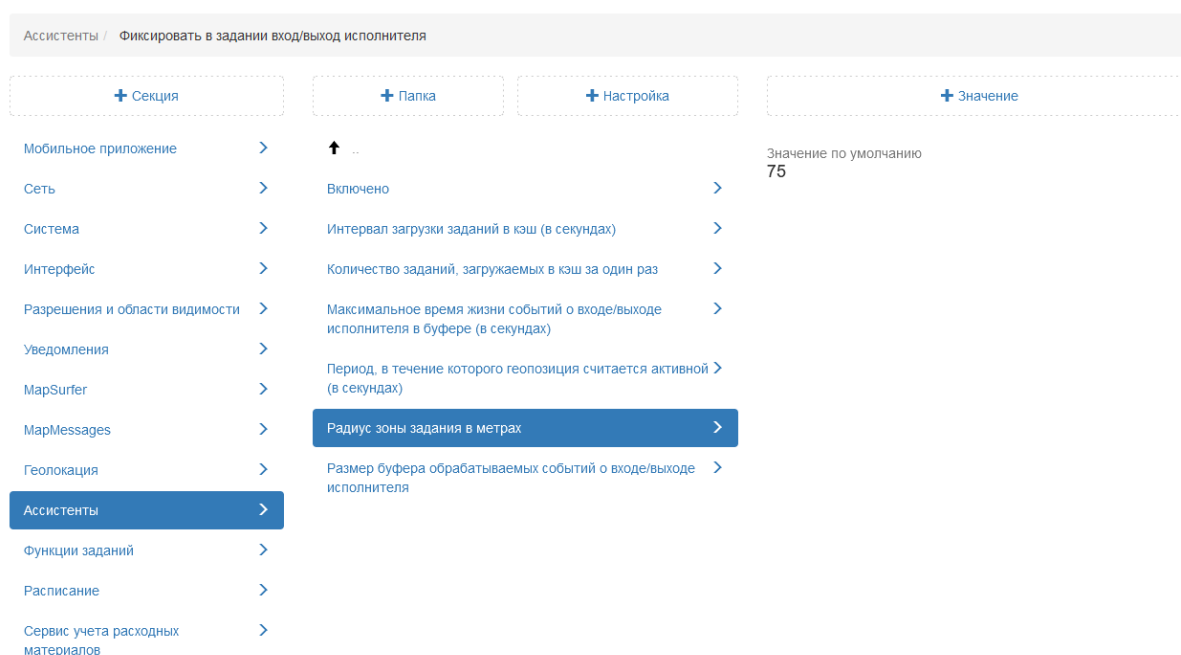 Ассистенты / Фиксировать в задании вход/выход исполнителя
+ Секция
+ Папка
+ Настройка
+ Значение
Мобильное приложение
Сеть
Система
Интерфейс
Разрешения и области видимости
Уведомления
MapSurfer
MapMessages
Геолокация
Ассистенты
Функции заданий
Расписание
Сервис учета расходных
материалов
..
Включено
Интервал загрузки заданий в кэш (в секундах)
Количество заданий, загружаемых в кэш за один раз
Максимальное время жизни событий о входе/выходе
исполнителя в буфере (в секундах)
Период, в течение которого геопозиция считается активной
(в секундах)
Радиус зоны задания в метрах
Размер буфера обрабатываемых событий о входе/выходе
исполнителя
Значение по умолчанию
75